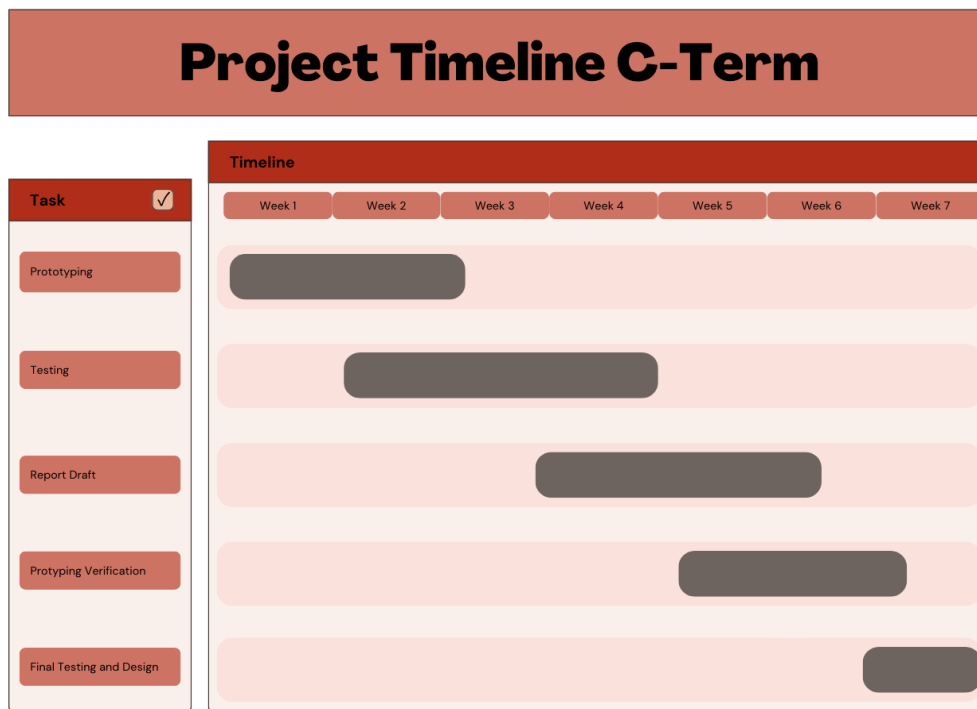 Project Timeline C-Term
Timeline
Task
Week 1
Week 2
Week 3
Week 4
Week 5
Week 6
Week 7
Prototyping
Testing
Report Draft
Protyping Verification
Final Testing and Design